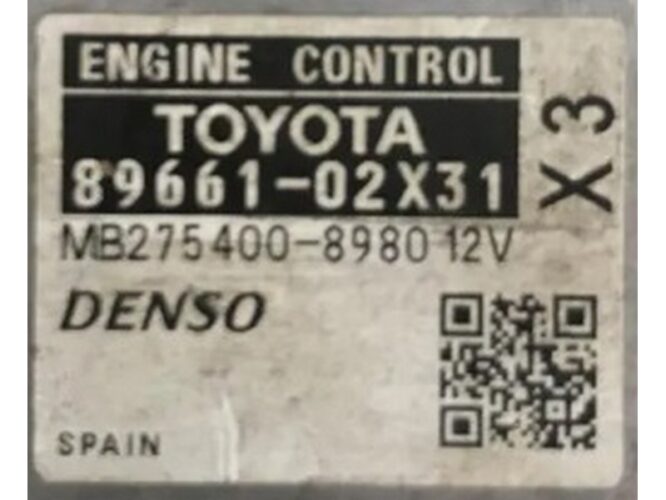 ENGINE CONTROL
TOYOTA
89661-02X31
X3
MB275400-8980 12V
DENSO
SPAIN